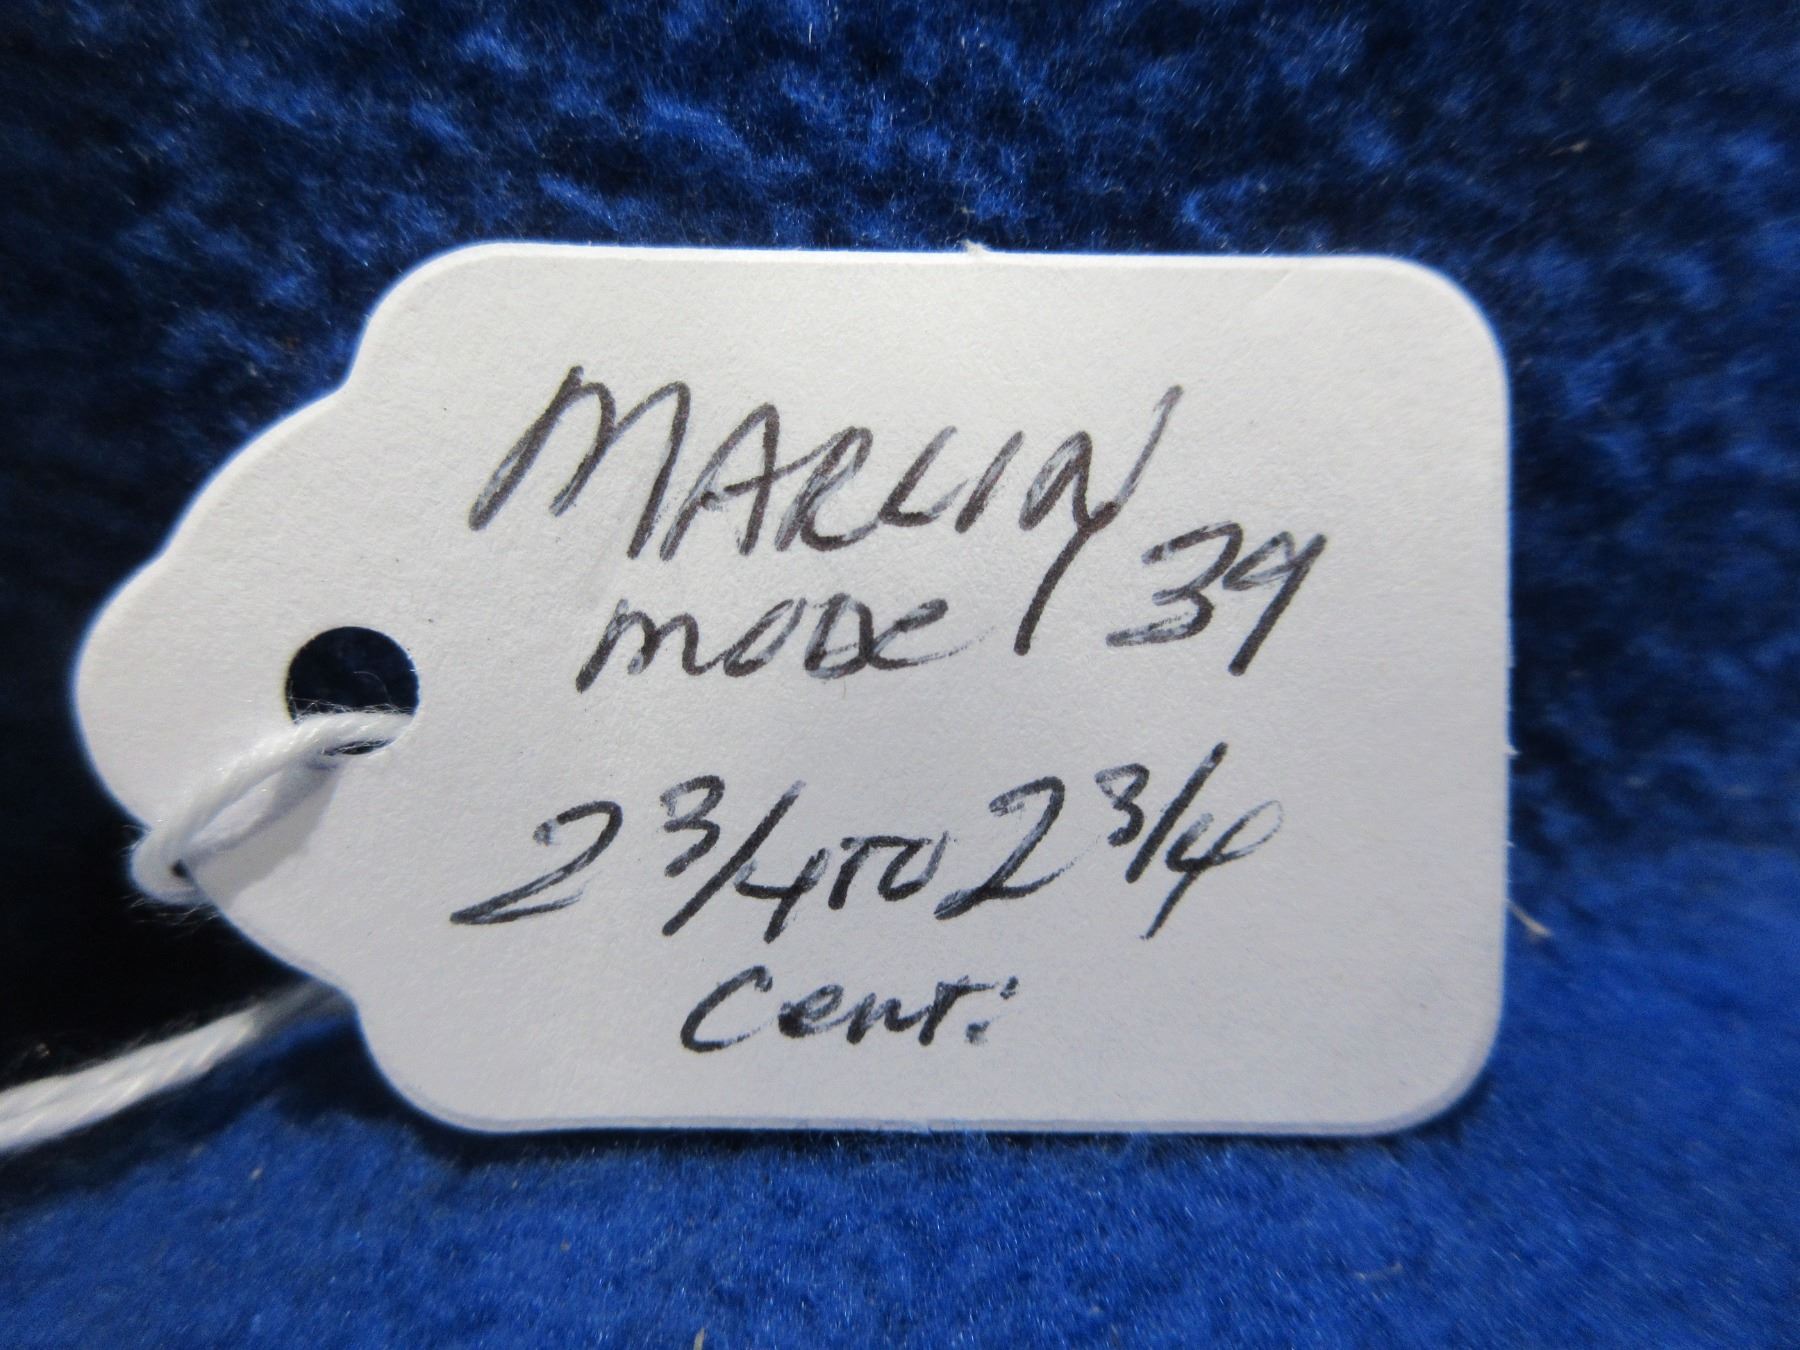 MARLIN
MODEl 39
2 3/4 TO 2 3/4
Cent.